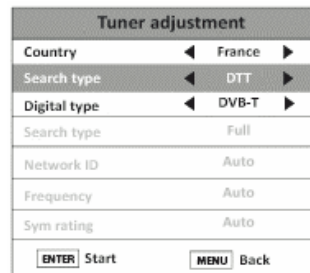 Tuner adjustment
Country ◀ France ▶
Search type ◀ DTT ▶
Digital type ◀ DVB-T ▶
Search type Full
Network ID Auto
Frequency Auto
Sym rating Auto
ENTER Start MENU Back